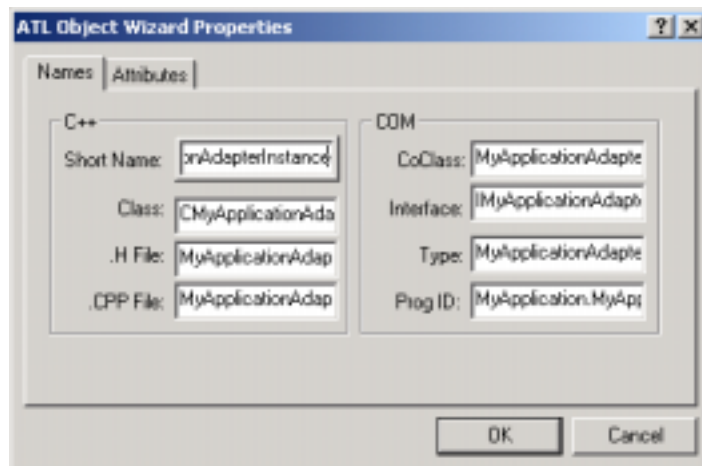 ATL Object Wizard Properties
Names Attributes
C++
Short Name: onAdapterInstance
Class: CMyApplicationAda
.H File: MyApplicationAdap
.CPP File: MyApplicationAdap
COM
CoClass: MyApplicationAdapte
Interface: IMyApplicationAdapt
Type: MyApplicationAdapte
Prog ID: MyApplication.MyApp
OK Cancel